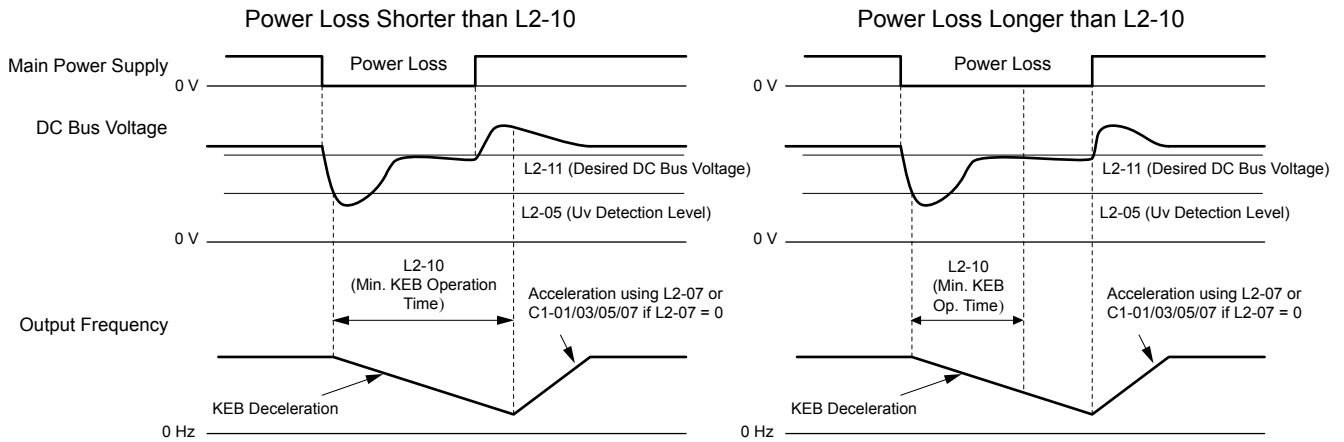 Power Loss Shorter than L2-10
Main Power Supply
Power Loss
0 V
DC Bus Voltage
L2-11 (Desired DC Bus Voltage)
L2-05 (Uv Detection Level)
0 V
L2-10
(Min. KEB Operation
Time)
Acceleration using L2-07 or
C1-01/03/05/07 if L2-07 = 0
Output Frequency
KEB Deceleration
0 Hz
Power Loss Longer than L2-10
Power Loss
0 V
L2-11 (Desired DC Bus Voltage)
L2-05 (Uv Detection Level)
0 V
L2-10
(Min. KEB
Op. Time)
Acceleration using L2-07 or
C1-01/03/05/07 if L2-07 = 0
KEB Deceleration
0 Hz